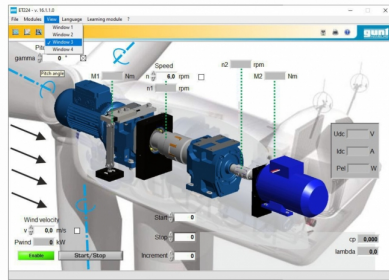 ET224 - v. 16.1.1.0
File Modules View Language Learning module ?
Window 1
Window 2
Window 3
Window 4
gunt
gamma 0 °
Pitch angle
M1 Nm
Speed
n 6,0 rpm
n1 rpm
n2 rpm
M2 Nm
Udc V
Idc A
Pel W
Wind velocity
v 0,0 m/s
Pwind 0 kW
Enable Start/Stop
Start 0
Stop 0
Increment 0
cp 0,000
lambda 0,0